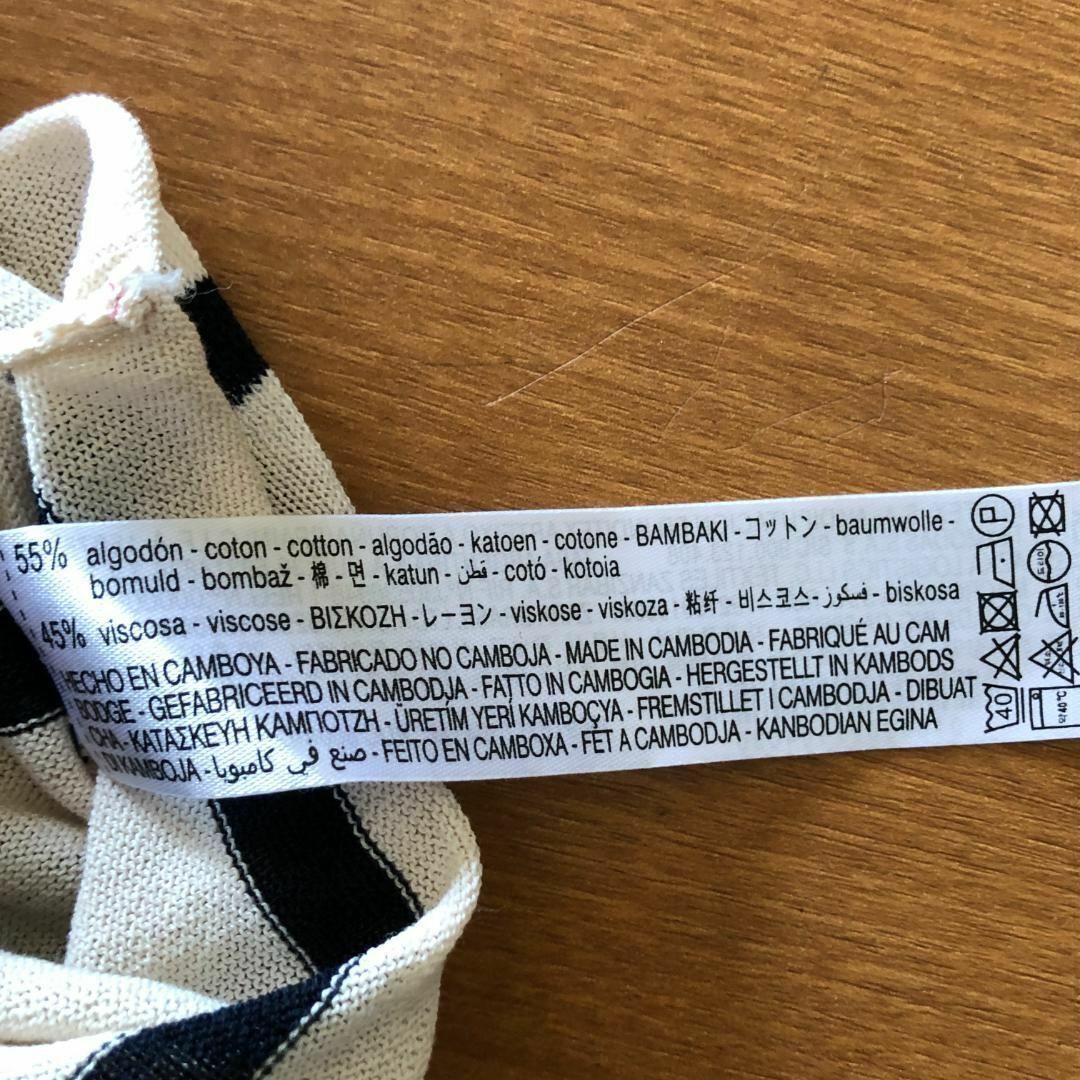 55% algodón - coton - cotton - algodão - katoen - cotone - BAMBAKI - コットン - baumwolle -
bomuld - bombaž - 棉 - 면 - katun - قطن - cotó - kotoia
45% viscosa - viscose - ΒΙΣΚΟΖΗ - レーヨン - viskose - viskoza - 粘纤 - 비스코스 - فسكوز - biskosa
HECHO EN CAMBOYA - FABRICADO NO CAMBOJA - MADE IN CAMBODIA - FABRIQUÉ AU CAM
BODGE - GEFABRICEERD IN CAMBODJA - FATTO IN CAMBOGIA - HERGESTELLT IN KAMBODS
CHA - ΚΑΤΑΣΚΕΥΗ ΚΑΜΠΟΤΖΗ - ÜRETİM YERİ KAMBOÇYA - FREMSTILLET I CAMBODJA - DIBUAT
DI KAMBOJA - صنع في كامبوبا - FEITO EN CAMBOXA - FET A CAMBODJA - KANBODIAN EGINA
P
40
約40℃